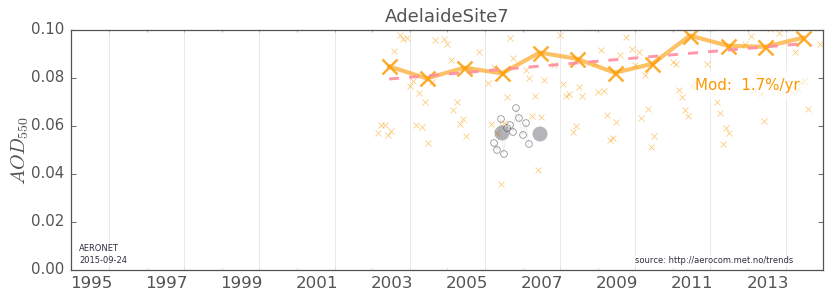 AdelaideSite7
0.10
0.08
0.06
0.04
0.02
0.00
AOD550
Mod: 1.7%/yr
AERONET
2015-09-24
source: http://aerocom.met.no/trends
1995 1997 1999 2001 2003 2005 2007 2009 2011 2013